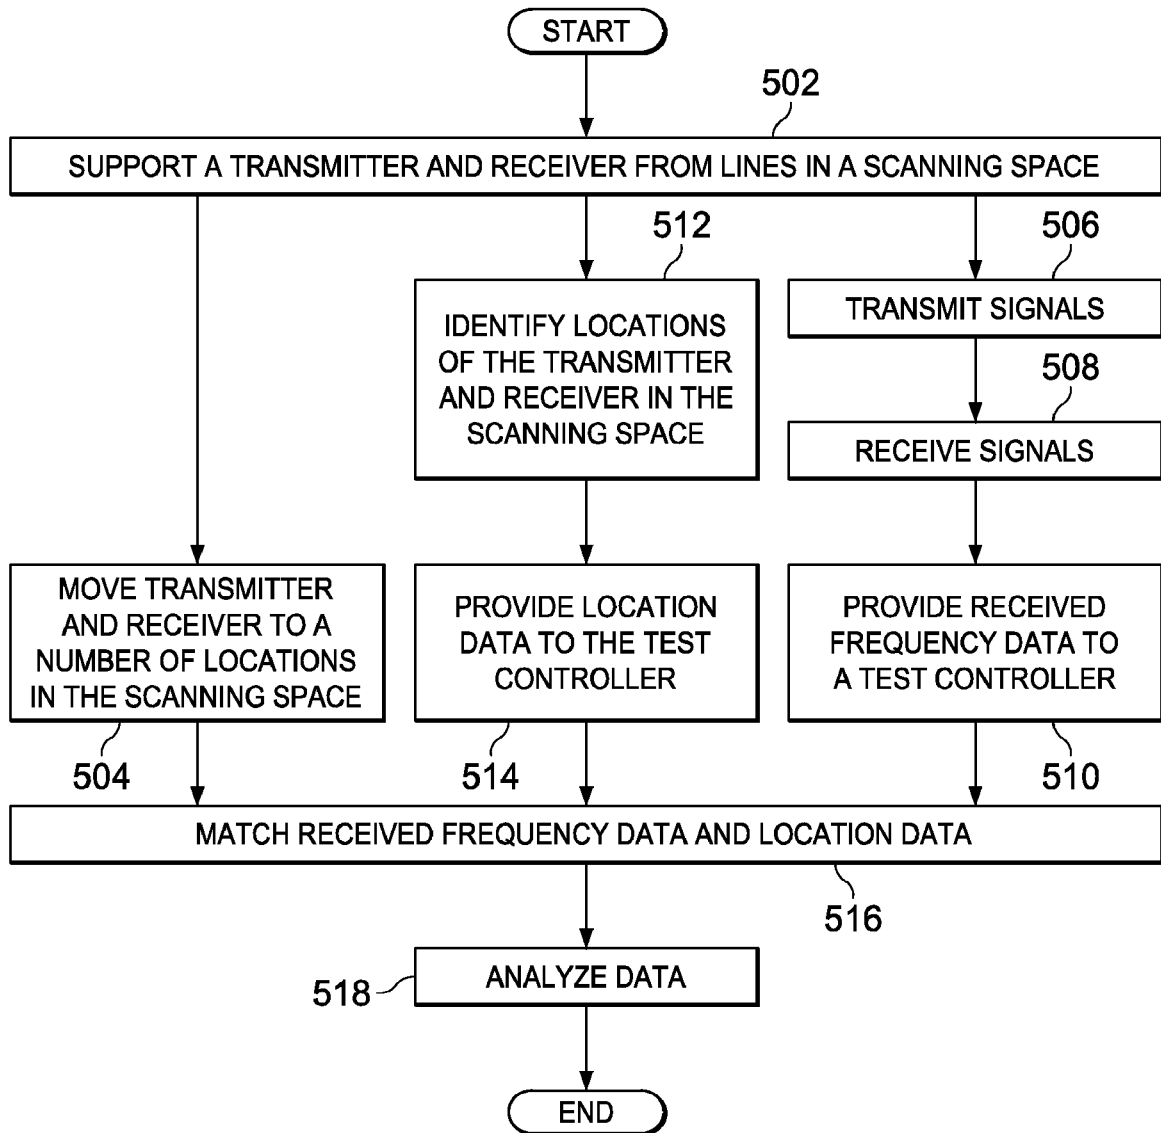 START
502
SUPPORT A TRANSMITTER AND RECEIVER FROM LINES IN A SCANNING SPACE
512
506
IDENTIFY LOCATIONS
OF THE TRANSMITTER
AND RECEIVER IN THE
SCANNING SPACE
TRANSMIT SIGNALS
508
RECEIVE SIGNALS
MOVE TRANSMITTER
AND RECEIVER TO A
NUMBER OF LOCATIONS
IN THE SCANNING SPACE
504
PROVIDE LOCATION
DATA TO THE TEST
CONTROLLER
514
PROVIDE RECEIVED
FREQUENCY DATA TO
A TEST CONTROLLER
510
MATCH RECEIVED FREQUENCY DATA AND LOCATION DATA
516
518
ANALYZE DATA
END